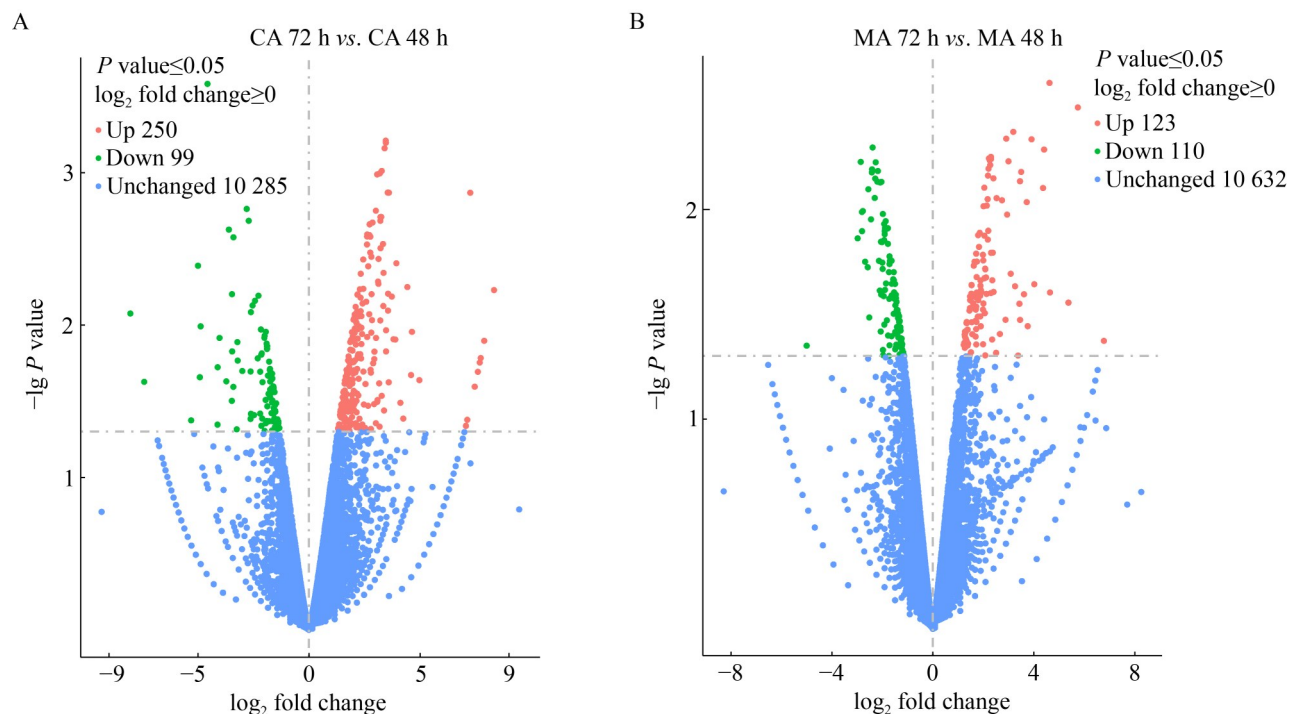 A
CA 72 h vs. CA 48 h
P value≤0.05
log₂ fold change≥0
Up 250
Down 99
Unchanged 10 285
3
2
1
−lg P value
−9
−5
0
5
9
log₂ fold change
B
MA 72 h vs. MA 48 h
P value≤0.05
log₂ fold change≥0
Up 123
Down 110
Unchanged 10 632
2
1
−lg P value
−8
−4
0
4
8
log₂ fold change